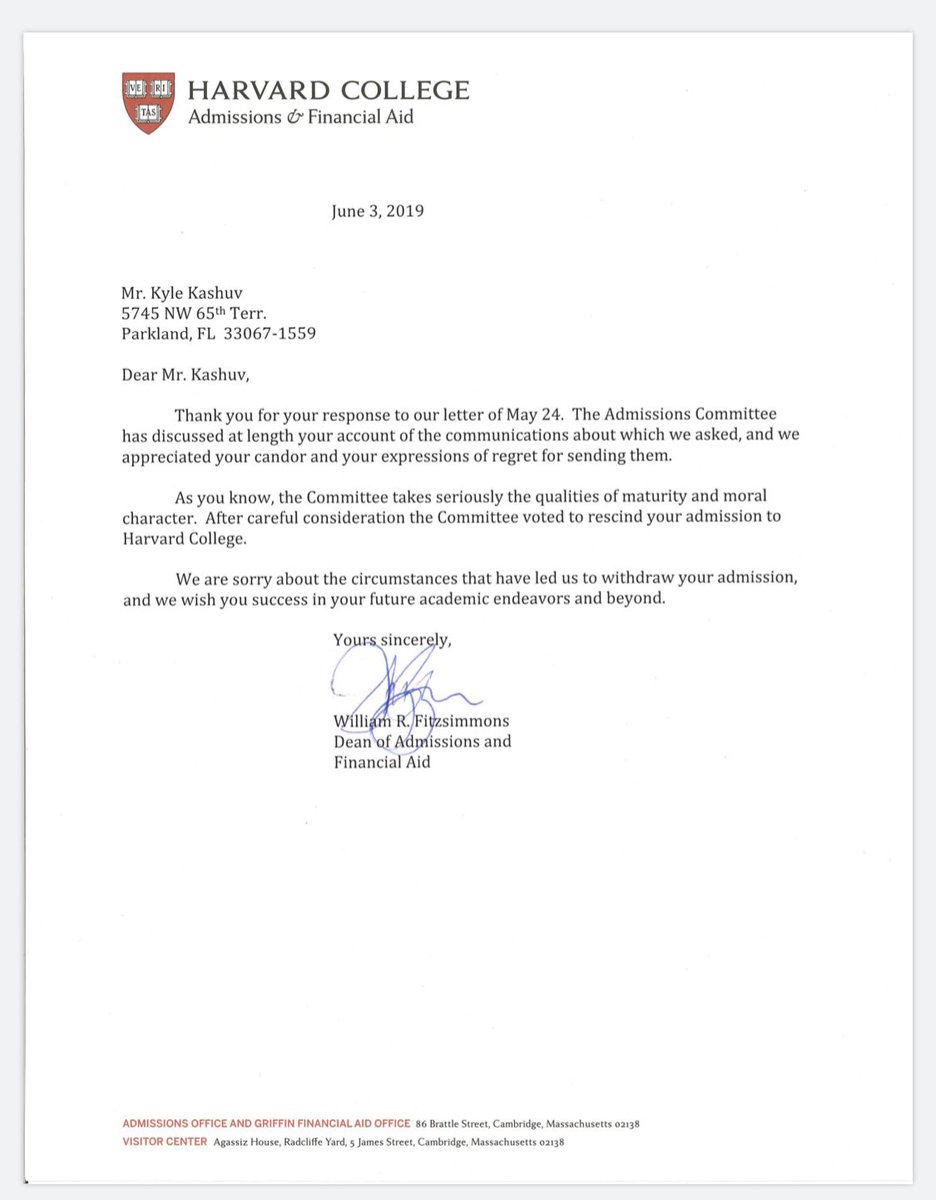 VE RI
TAS
HARVARD COLLEGE
Admissions & Financial Aid
June 3, 2019
Mr. Kyle Kashuv
5745 NW 65th Terr.
Parkland, FL 33067-1559
Dear Mr. Kashuv,
Thank you for your response to our letter of May 24. The Admissions Committee
has discussed at length your account of the communications about which we asked, and we
appreciated your candor and your expressions of regret for sending them.
As you know, the Committee takes seriously the qualities of maturity and moral
character. After careful consideration the Committee voted to rescind your admission to
Harvard College.
We are sorry about the circumstances that have led us to withdraw your admission,
and we wish you success in your future academic endeavors and beyond.
Yours sincerely,
William R. Fitzsimmons
Dean of Admissions and
Financial Aid
ADMISSIONS OFFICE AND GRIFFIN FINANCIAL AID OFFICE 86 Brattle Street, Cambridge, Massachusetts 02138
VISITOR CENTER Agassiz House, Radcliffe Yard, 5 James Street, Cambridge, Massachusetts 02138